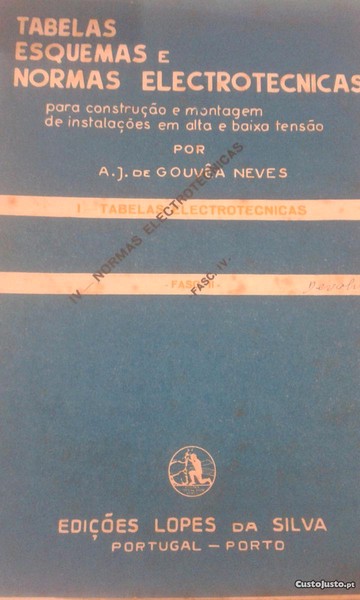 TABELAS
ESQUEMAS E
NORMAS ELECTROTECNICAS
para construção e montagem
de instalações em alta e baixa tensão
POR
A.J. DE GOUVÊA NEVES
I TABELAS ELECTROTECNICAS
IV — NORMAS ELECTROTECNICAS
FASC. IV.
- FASC.
EDIÇÕES LOPES DA SILVA
PORTUGAL — PORTO
CustoJusto.pt